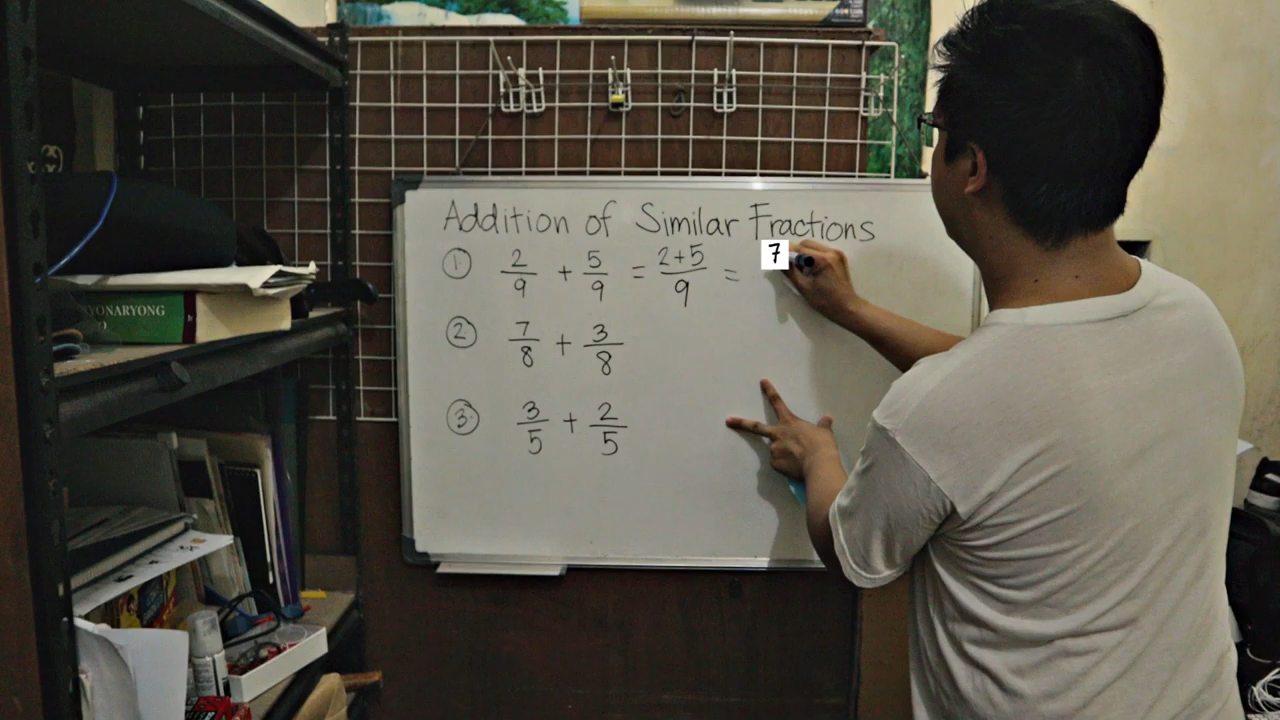 Addition of Similar Fractions
① 2/9 + 5/9 = 2+5/9 = 7
② 7/8 + 3/8
③ 3/5 + 2/5
YONARYONG